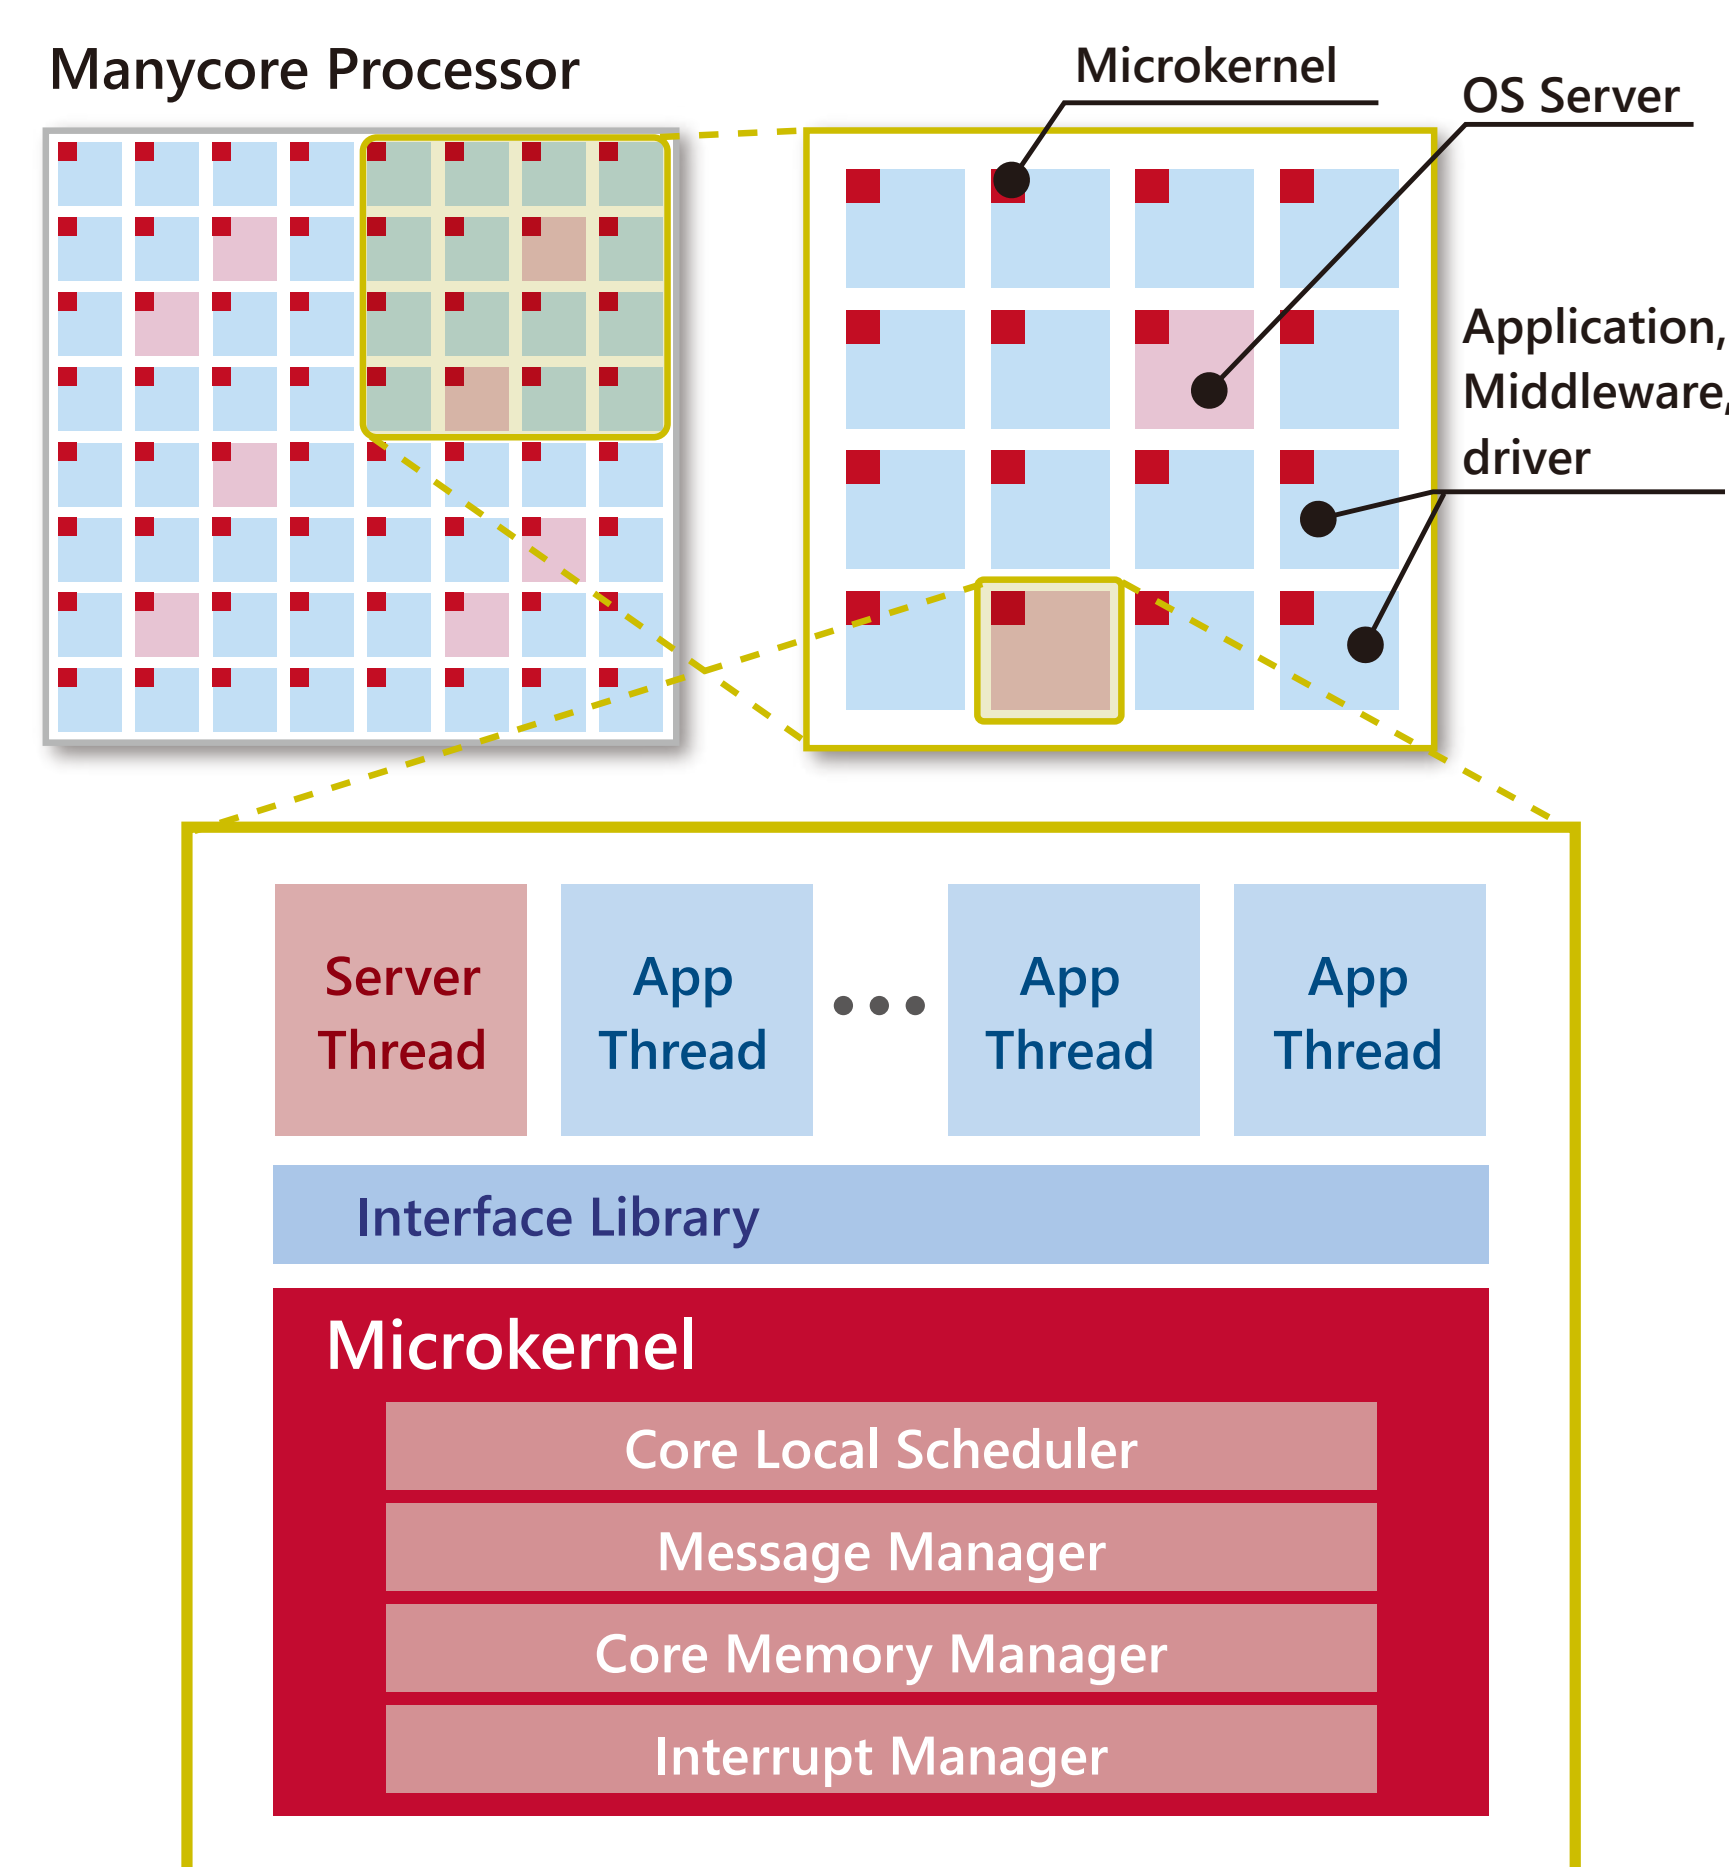 Manycore Processor
Microkernel
OS Server
Application,
Middleware,
driver
Server
Thread
App
Thread
App
Thread
App
Thread
Interface Library
Microkernel
Core Local Scheduler
Message Manager
Core Memory Manager
Interrupt Manager